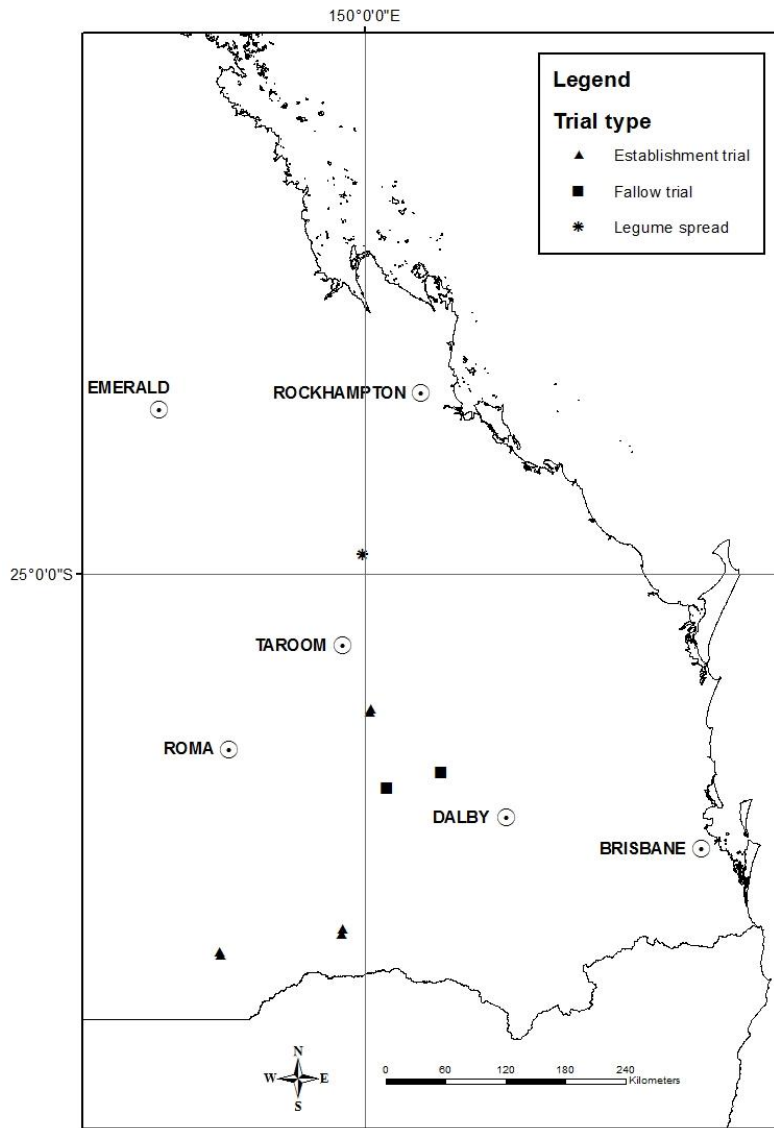 150°0'0"E
Legend
Trial type
Establishment trial
Fallow trial
Legume spread
EMERALD
ROCKHAMPTON
25°0'0"S
TAROOM
ROMA
DALBY
BRISBANE
N
W E
S
0 60 120 180 240
Kilometers